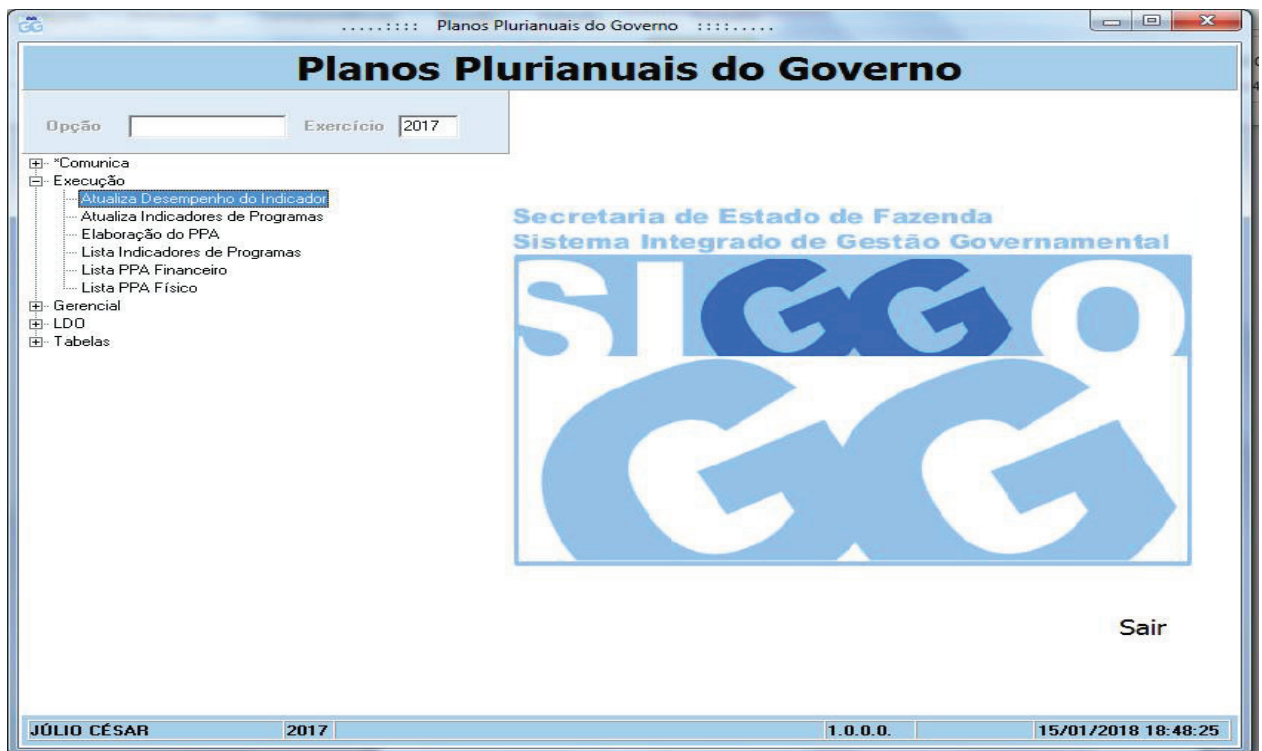 GG
.....:::: Planos Plurianuais do Governo :::::....
Planos Plurianuais do Governo
Opção Exercício 2017
*Comunica
Execução
Atualiza Desempenho do Indicador
Atualiza Indicadores de Programas
Elaboração do PPA
Lista Indicadores de Programas
Lista PPA Financeiro
Lista PPA Físico
Gerencial
LDO
Tabelas
Secretaria de Estado de Fazenda
Sistema Integrado de Gestão Governamental
SIGGO
GG
Sair
JÚLIO CÉSAR 2017 1.0.0.0. 15/01/2018 18:48:25